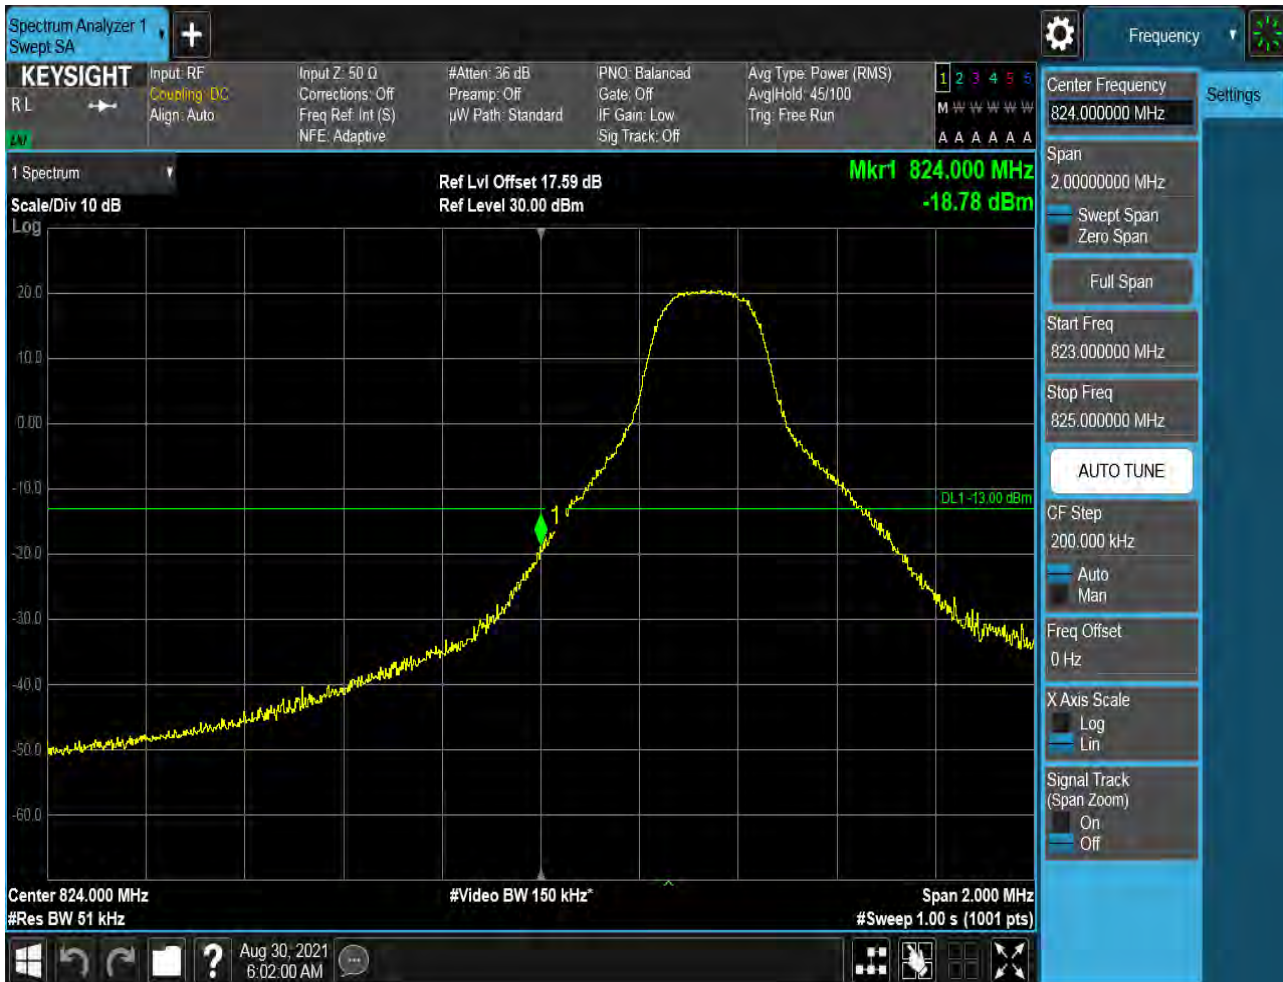 Spectrum Analyzer 1
Swept SA
Frequency
KEYSIGHT
R L
LXI
Input: RF
Coupling: DC
Align: Auto
Input Z: 50 Ω
Corrections: Off
Freq Ref: Int (S)
NFE: Adaptive
#Atten: 36 dB
Preamp: Off
µW Path: Standard
PNO: Balanced
Gate: Off
IF Gain: Low
Sig Track: Off
Avg Type: Power (RMS)
Avg|Hold: 45/100
Trig: Free Run
1 2 3 4 5 6
M W W W W W
A A A A A A
Center Frequency
824.000000 MHz
Settings
Span
2.00000000 MHz
Swept Span
Zero Span
Full Span
Start Freq
823.000000 MHz
Stop Freq
825.000000 MHz
AUTO TUNE
CF Step
200.000 kHz
Auto
Man
Freq Offset
0 Hz
X Axis Scale
Log
Lin
Signal Track
(Span Zoom)
On
Off
1 Spectrum
Scale/Div 10 dB
Log
Ref Lvl Offset 17.59 dB
Ref Level 30.00 dBm
Mkr1 824.000 MHz
-18.78 dBm
20.0
10.0
0.00
-10.0
-20.0
-30.0
-40.0
-50.0
-60.0
DL1 -13.00 dBm
1
Center 824.000 MHz
#Res BW 51 kHz
#Video BW 150 kHz*
Span 2.000 MHz
#Sweep 1.00 s (1001 pts)
Aug 30, 2021
6:02:00 AM